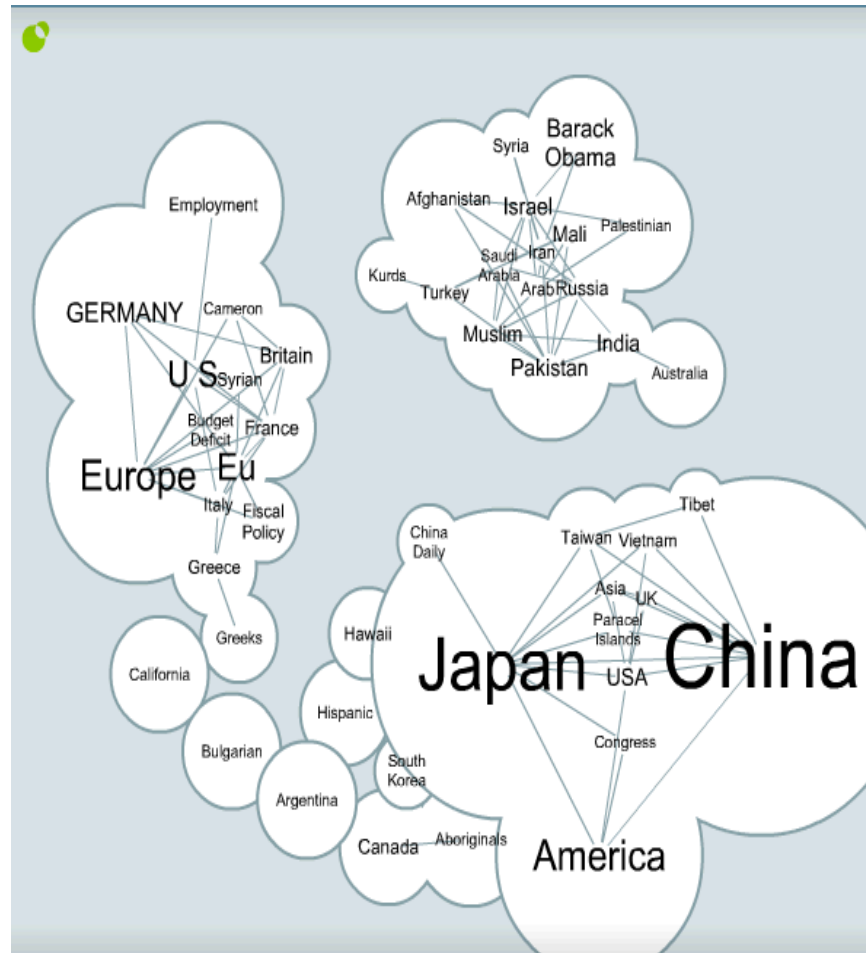 Barack
Obama
Syria
Afghanistan
Israel
Mali
Palestinian
Saudi
Arabia
Iran
Kurds
Turkey
Arab
Russia
Muslim
India
Pakistan
Australia
Employment
GERMANY
Cameron
Britain
U S
Syrian
Budget
Deficit
France
Europe
Eu
Italy
Fiscal
Policy
Greece
Greeks
California
Bulgarian
Argentina
Hawaii
Hispanic
South
Korea
Canada
Aboriginals
China
Daily
Taiwan
Vietnam
Tibet
Asia
UK
Paracel
Islands
Japan
USA
China
Congress
America